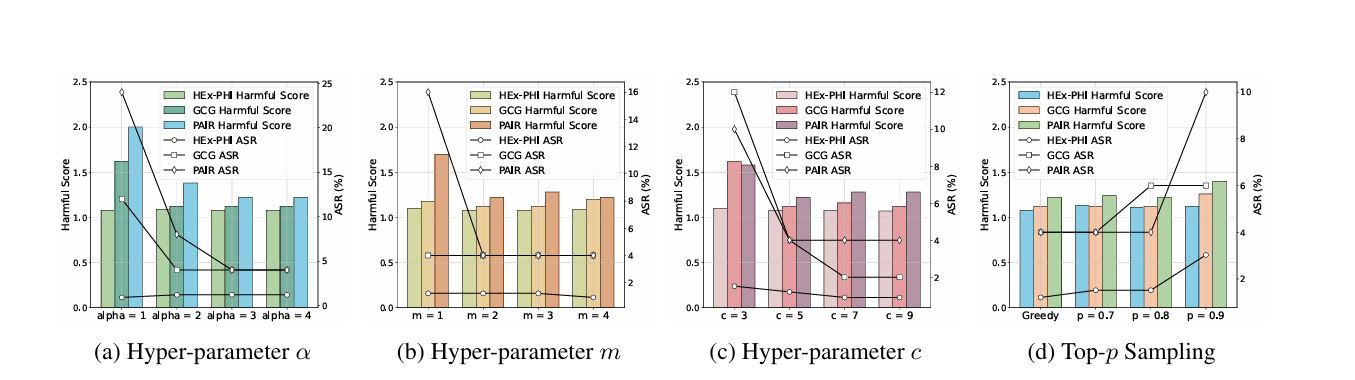 2.5
2.0
1.5
1.0
0.5
0.0
Harmful Score
HEx-PHI Harmful Score
GCG Harmful Score
PAIR Harmful Score
HEx-PHI ASR
GCG ASR
PAIR ASR
25
20
15
10
5
0
ASR (%)
alpha = 1 alpha = 2 alpha = 3 alpha = 4
(a) Hyper-parameter α
2.5
2.0
1.5
1.0
0.5
0.0
Harmful Score
HEx-PHI Harmful Score
GCG Harmful Score
PAIR Harmful Score
HEx-PHI ASR
GCG ASR
PAIR ASR
16
14
12
10
8
6
4
2
ASR (%)
m = 1 m = 2 m = 3 m = 4
(b) Hyper-parameter m
2.5
2.0
1.5
1.0
0.5
0.0
Harmful Score
HEx-PHI Harmful Score
GCG Harmful Score
PAIR Harmful Score
HEx-PHI ASR
GCG ASR
PAIR ASR
12
10
8
6
4
2
ASR (%)
c = 3 c = 5 c = 7 c = 9
(c) Hyper-parameter c
2.5
2.0
1.5
1.0
0.5
0.0
Harmful Score
HEx-PHI Harmful Score
GCG Harmful Score
PAIR Harmful Score
HEx-PHI ASR
GCG ASR
PAIR ASR
10
8
6
4
2
ASR (%)
Greedy p = 0.7 p = 0.8 p = 0.9
(d) Top-p Sampling